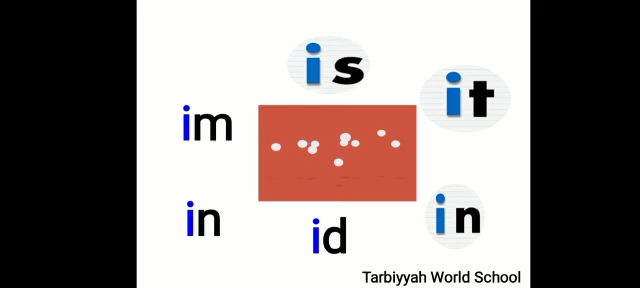 is
it
im
in
id
in
Tarbiyyah World School